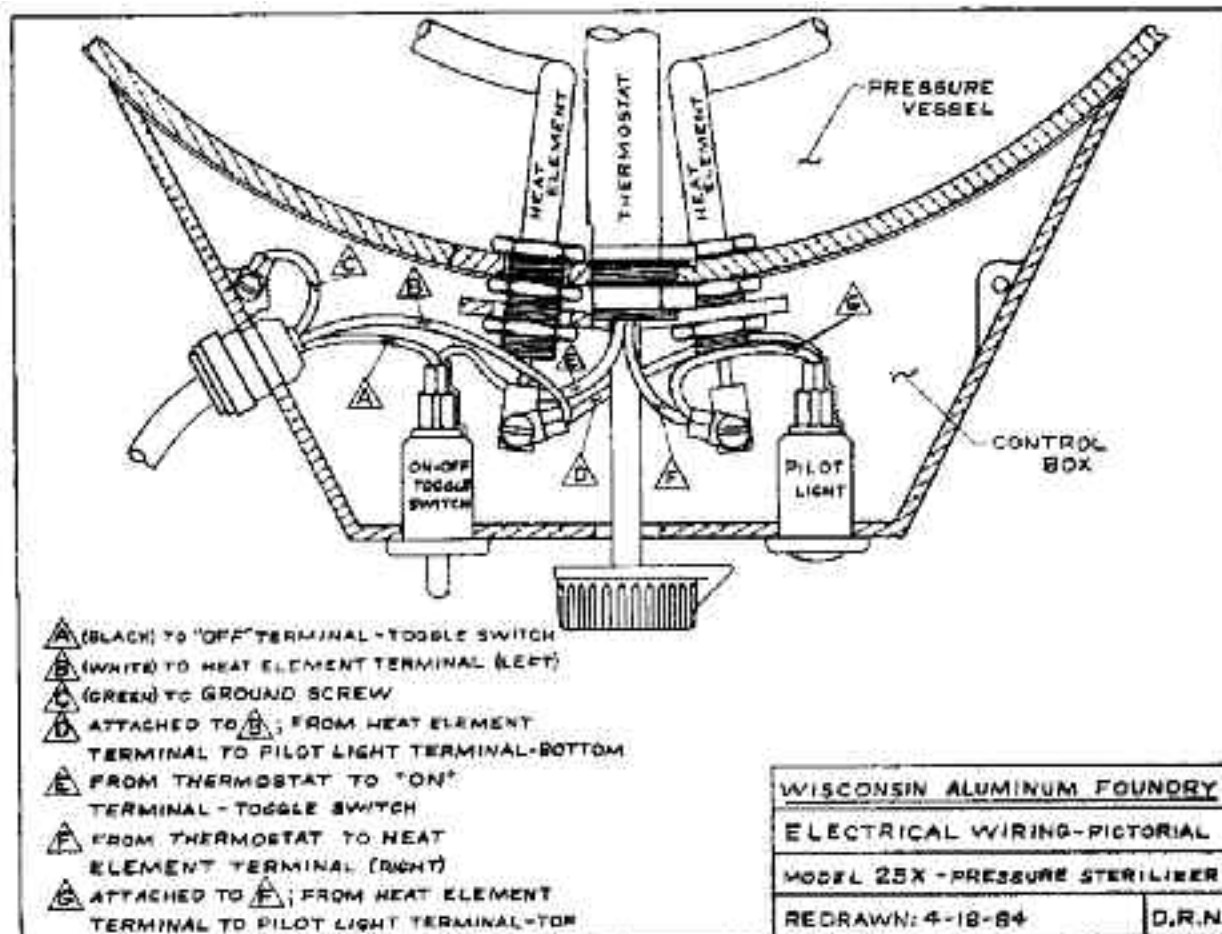 HEAT
ELEMENT
THERMOSTAT
HEAT
ELEMENT
PRESSURE
VESSEL
C
B
G
E
A
D
F
ON-OFF
TOGGLE
SWITCH
PILOT
LIGHT
CONTROL
BOX
A (BLACK) TO "OFF" TERMINAL-TOGGLE SWITCH
B (WHITE) TO HEAT ELEMENT TERMINAL (LEFT)
C (GREEN) TO GROUND SCREW
D ATTACHED TO B; FROM HEAT ELEMENT
TERMINAL TO PILOT LIGHT TERMINAL-BOTTOM
E FROM THERMOSTAT TO "ON"
TERMINAL-TOGGLE SWITCH
F FROM THERMOSTAT TO HEAT
ELEMENT TERMINAL (RIGHT)
G ATTACHED TO F; FROM HEAT ELEMENT
TERMINAL TO PILOT LIGHT TERMINAL-TOP
WISCONSIN ALUMINUM FOUNDRY
ELECTRICAL WIRING-PICTORIAL
MODEL 25X-PRESSURE STERILIZER
REDRAWN: 4-18-84
D.R.N.